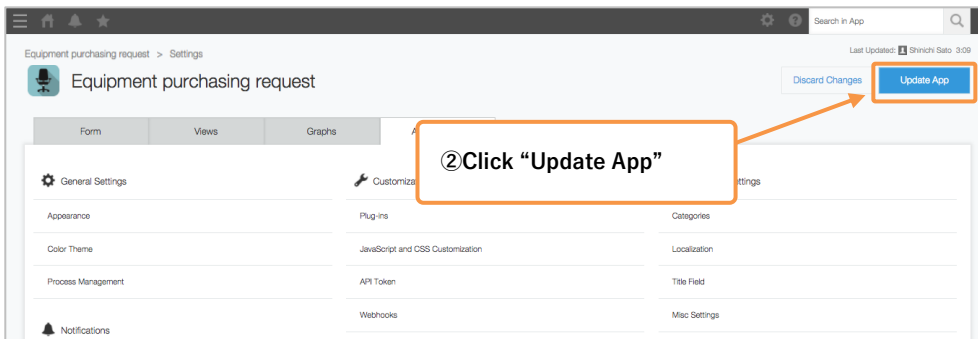 Search in App
Equipment purchasing request > Settings
Last Updated: Shinichi Sato 3:09
Equipment purchasing request
Discard Changes
Update App
Form
Views
Graphs
②Click “Update App”
General Settings
Appearance
Plug-ins
Categories
Color Theme
JavaScript and CSS Customization
Localization
Process Management
API Token
Title Field
Webhooks
Misc Settings
Notifications